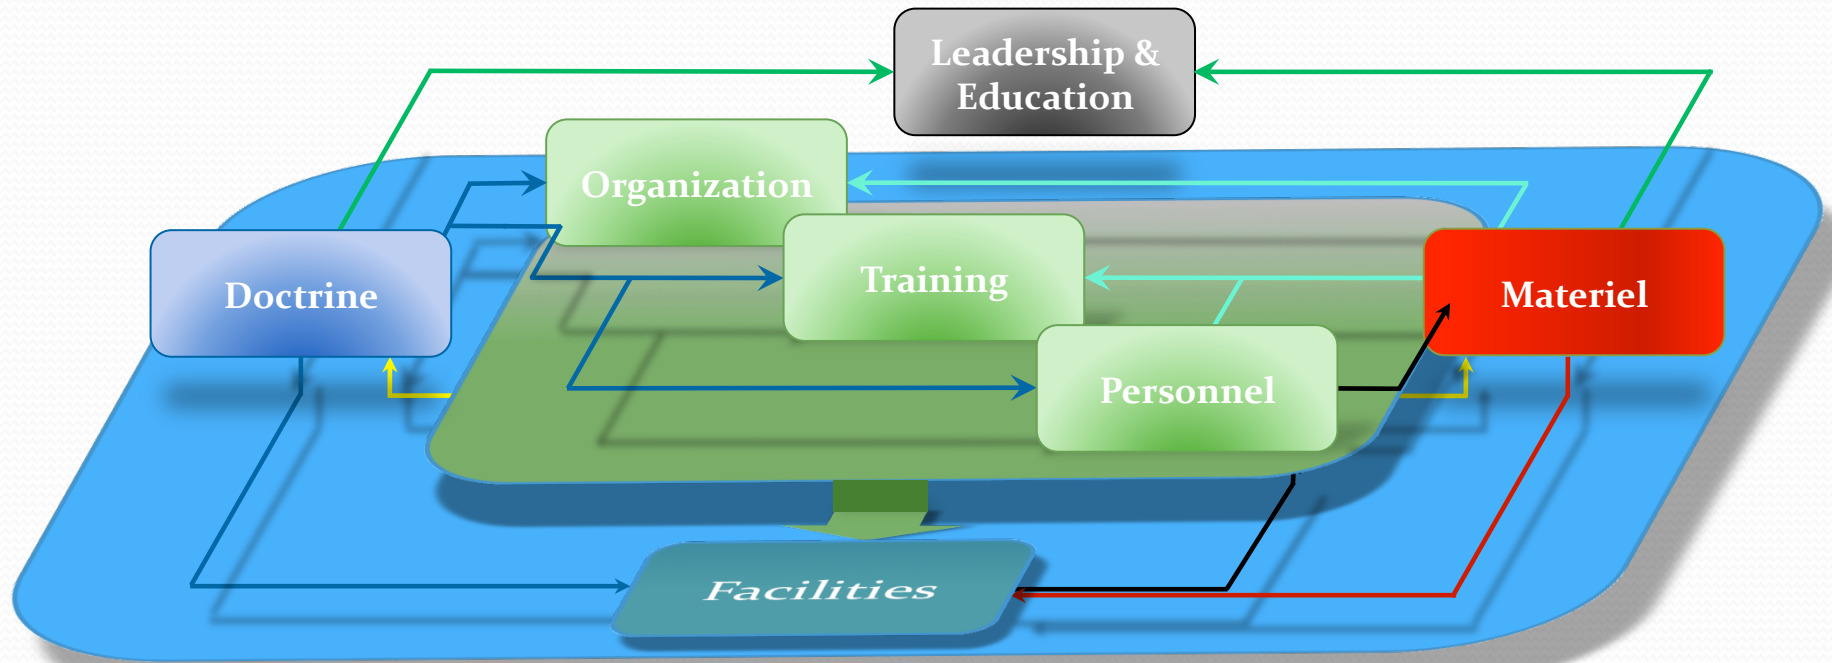 Leadership &
Education
Organization
Training
Doctrine
Materiel
Personnel
Facilities